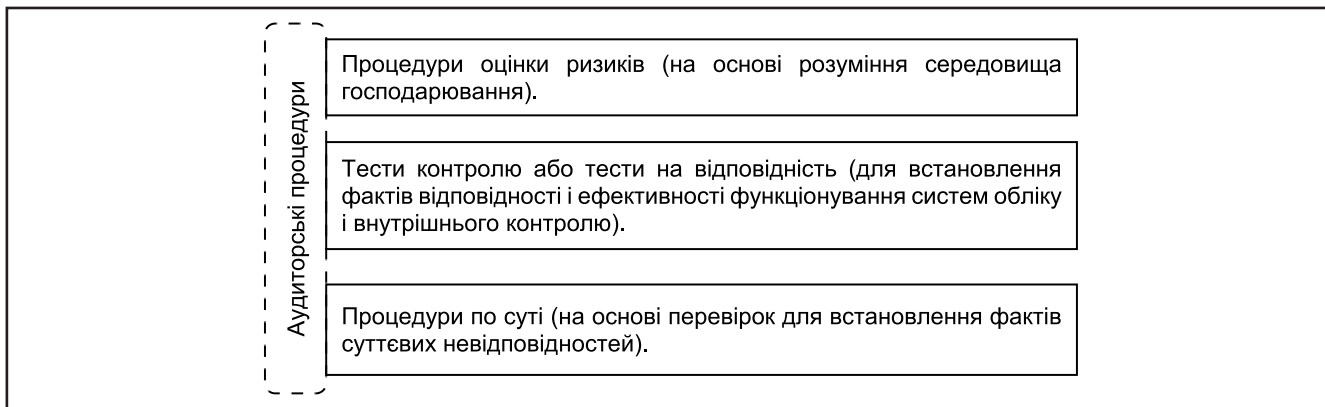 Аудиторські процедури
Процедури оцінки ризиків (на основі розуміння середовища
господарювання).
Тести контролю або тести на відповідність (для встановлення
фактів відповідності і ефективності функціонування систем обліку
і внутрішнього контролю).
Процедури по суті (на основі перевірок для встановлення фактів
суттєвих невідповідностей).